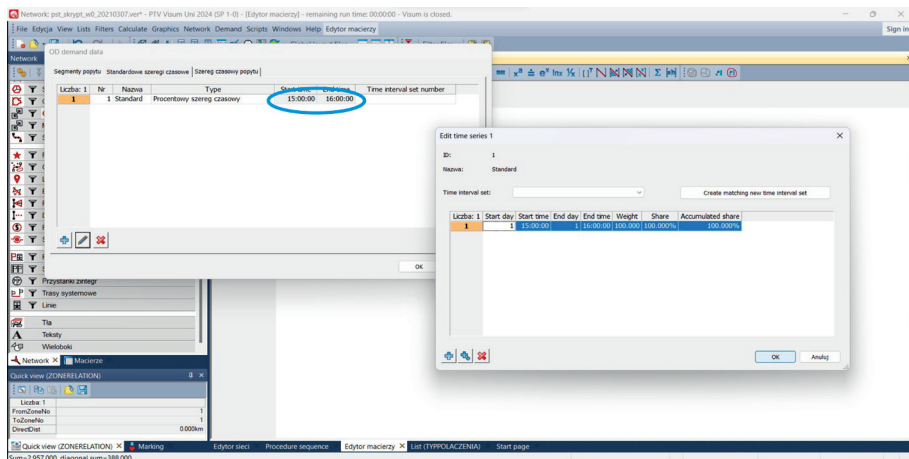 Network: pst_skrypt_w0_20210307.ver* - PTV Visum Uni 2024 (SP 1-0) - [Edytor macierzy] - remaining run time: 00:00:00 - Visum is closed.
File Edycja View Lists Filters Calculate Graphics Network Demand Scripts Windows Help Edytor macierzy
Sign in
OD demand data
Network
Segmenty popytu Standardowe szeregi czasowe Szereg czasowy popytu
Liczba: 1 Nr Nazwa Type Start time End time Time interval set number
1 1 Standard Procentowy szereg czasowy 15:00:00 16:00:00
OK
Edit time series 1
ID: 1
Nazwa: Standard
Time interval set:
Create matching new time interval set
Liczba: 1 Start day Start time End day End time Weight Share Accumulated share
1 1 15:00:00 1 16:00:00 100.000 100.000% 100.000%
OK Anuluj
Przystanki zintegr
Trasy systemowe
Linie
Tła
Teksty
Wieloboki
Network Macierze
Quick view (ZONERELATION)
Liczba: 1
FromZoneNo 1
ToZoneNo 1
DirectDist 0.000km
Quick view (ZONERELATION) Marking Edytor sieci Procedure sequence Edytor macierzy List (TYPPOLACZENIA) Start page
Sum=2 957.000, diagonal sum=388.000